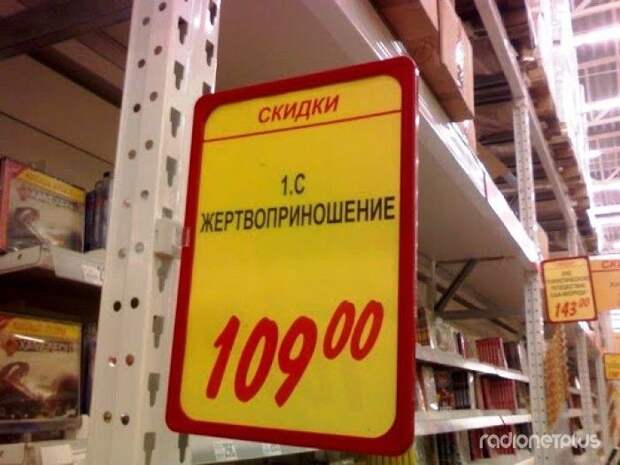 СКИДКИ
1.С
ЖЕРТВОПРИНОШЕНИЕ
109 00
143 00
radionetplus